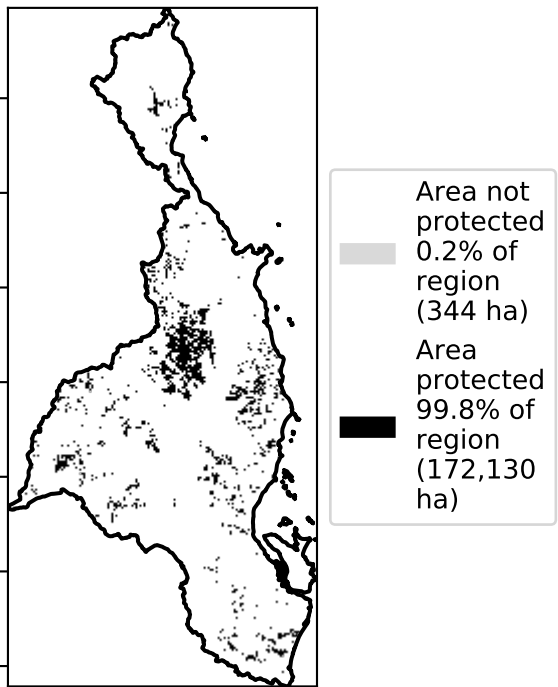 Area not
protected
0.2% of
region
(344 ha)
Area
protected
99.8% of
region
(172,130
ha)